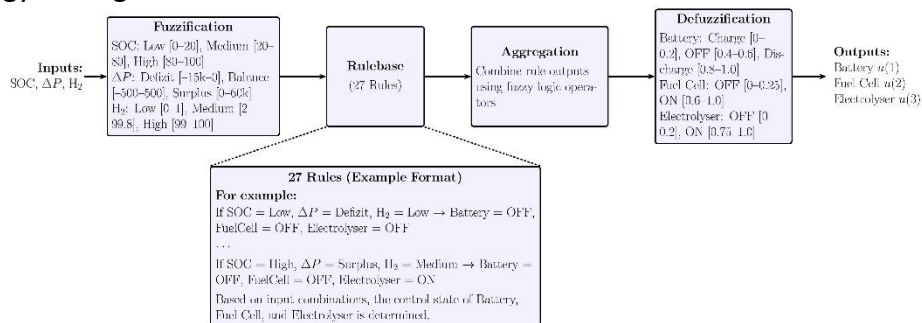 Fuzzification
SOC: Low [0–20], Medium [20–
80], High [80–100]
ΔP: Defizit [−15k–0], Balance
[−500–500], Surplus [0–60k]
H₂: Low [0–1], Medium [2
99.8], High [99–100]
Inputs:
SOC, ΔP, H₂
Rulebase
(27 Rules)
Aggregation
Combine rule outputs
using fuzzy logic opera-
tors
Defuzzification
Battery: Charge [0–
0.2], OFF [0.4–0.6], Dis-
charge [0.8–1.0]
Fuel Cell: OFF [0–0.25],
ON [0.6–1.0]
Electrolyser: OFF [0
0.2], ON [0.75–1.0]
Outputs:
Battery u(1)
Fuel Cell u(2)
Electrolyser u(3)
27 Rules (Example Format)
For example:
If SOC = Low, ΔP = Defizit, H₂ = Low → Battery = OFF,
FuelCell = OFF, Electrolyser = OFF
...
If SOC = High, ΔP = Surplus, H₂ = Medium → Battery =
OFF, FuelCell = OFF, Electrolyser = ON
Based on input combinations, the control state of Battery,
Fuel Cell, and Electrolyser is determined.